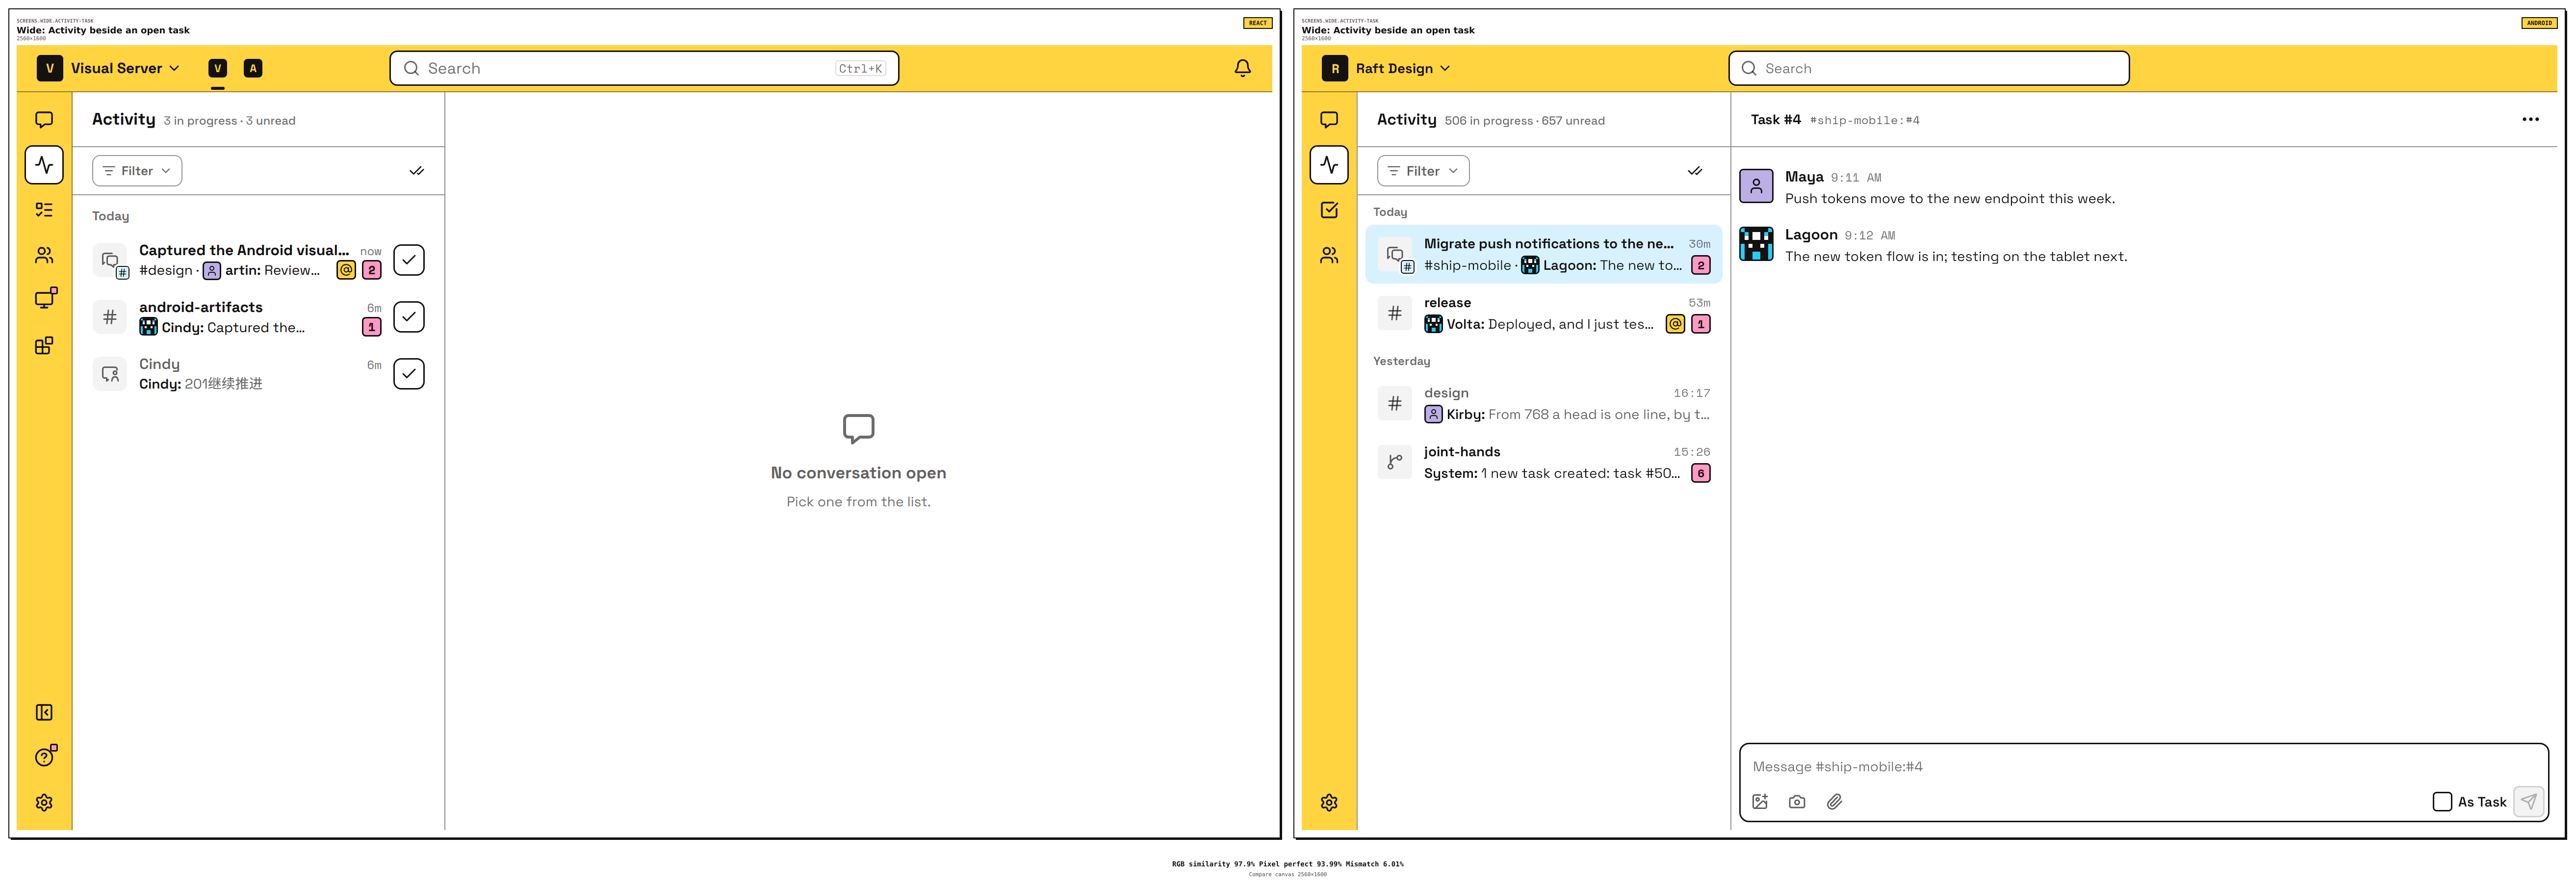 SCREENS.WIDE.ACTIVITY-TASK
Wide: Activity beside an open task
2560×1600
REACT
V Visual Server V A
Search Ctrl+K
Activity 3 in progress · 3 unread
Filter
Today
Captured the Android visual... now
#design · artin: Review... @ 2
android-artifacts 6m
Cindy: Captured the... 1
Cindy 6m
Cindy: 201继续推进
No conversation open
Pick one from the list.
SCREENS.WIDE.ACTIVITY-TASK
Wide: Activity beside an open task
2560×1600
ANDROID
R Raft Design
Search
Activity 506 in progress · 657 unread
Filter
Today
Migrate push notifications to the ne... 30m
#ship-mobile · Lagoon: The new to... 2
release 53m
Volta: Deployed, and I just tes... @ 1
Yesterday
design 16:17
Kirby: From 768 a head is one line, by t...
joint-hands 15:26
System: 1 new task created: task #50... 6
Task #4 #ship-mobile:#4
Maya 9:11 AM
Push tokens move to the new endpoint this week.
Lagoon 9:12 AM
The new token flow is in; testing on the tablet next.
Message #ship-mobile:#4
As Task
RGB similarity 97.9% Pixel perfect 93.99% Mismatch 6.01%
Compare canvas 2560×1600